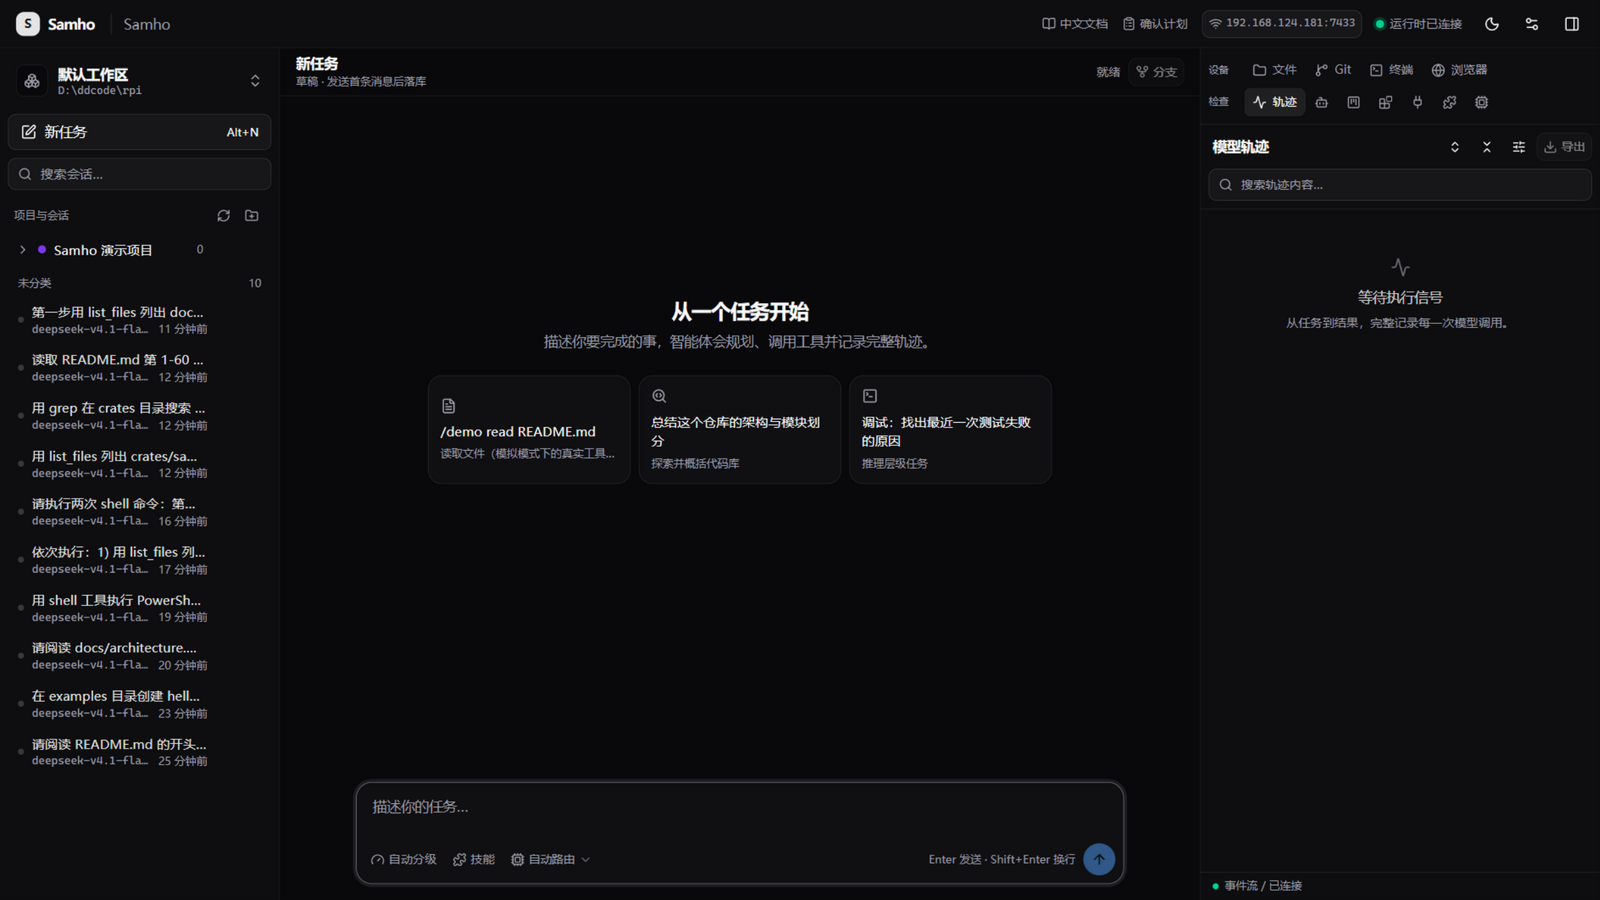 S Samho Samho
中文文档 确认计划 192.168.124.181:7433 运行时已连接
默认工作区
D:\ddcode\rpi
新任务 Alt+N
搜索会话...
项目与会话
Samho 演示项目 0
未分类 10
第一步用 list_files 列出 doc...
deepseek-v4.1-fla… 11 分钟前
读取 README.md 第 1-60 ...
deepseek-v4.1-fla… 12 分钟前
用 grep 在 crates 目录搜索 ...
deepseek-v4.1-fla… 12 分钟前
用 list_files 列出 crates/sa...
deepseek-v4.1-fla… 12 分钟前
请执行两次 shell 命令：第...
deepseek-v4.1-fla… 16 分钟前
依次执行：1) 用 list_files 列...
deepseek-v4.1-fla… 17 分钟前
用 shell 工具执行 PowerSh...
deepseek-v4.1-fla… 19 分钟前
请阅读 docs/architecture....
deepseek-v4.1-fla… 20 分钟前
在 examples 目录创建 hell...
deepseek-v4.1-fla… 23 分钟前
请阅读 README.md 的开头...
deepseek-v4.1-fla… 25 分钟前
新任务
草稿 · 发送首条消息后落库
就绪 分支
从一个任务开始
描述你要完成的事，智能体会规划、调用工具并记录完整轨迹。
/demo read README.md
读取文件（模拟模式下的真实工具...
总结这个仓库的架构与模块划
分
探索并概括代码库
调试：找出最近一次测试失败
的原因
推理层级任务
描述你的任务...
自动分级 技能 自动路由
Enter 发送 · Shift+Enter 换行
设备 文件 Git 终端 浏览器
检查 轨迹
模型轨迹 导出
搜索轨迹内容...
等待执行信号
从任务到结果，完整记录每一次模型调用。
事件流 / 已连接